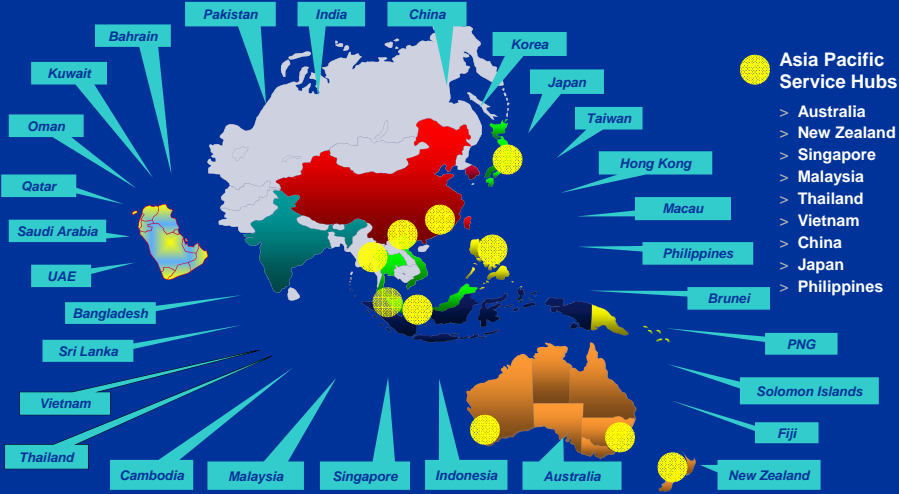 Pakistan
India
China
Bahrain
Korea
Kuwait
Japan
Oman
Taiwan
Qatar
Hong Kong
Saudi Arabia
Macau
UAE
Philippines
Bangladesh
Brunei
Sri Lanka
PNG
Vietnam
Solomon Islands
Thailand
Fiji
Cambodia
Malaysia
Singapore
Indonesia
Australia
New Zealand
5
Asia Pacific
Service Hubs
> Australia
> New Zealand
> Singapore
> Malaysia
> Thailand
> Vietnam
> China
> Japan
> Philippines